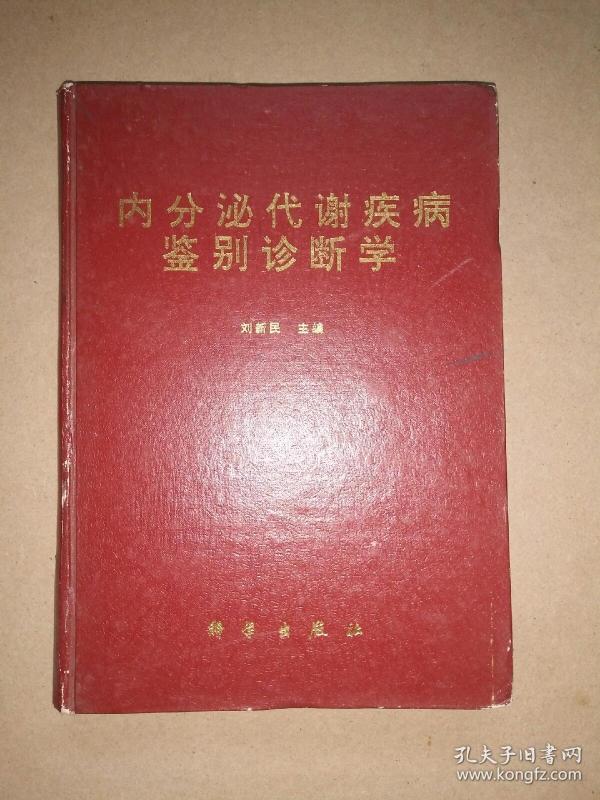 内分泌代谢疾病
鉴别诊断学
刘新民 主编
科学出版社
孔夫子旧书网
www.kongfz.com